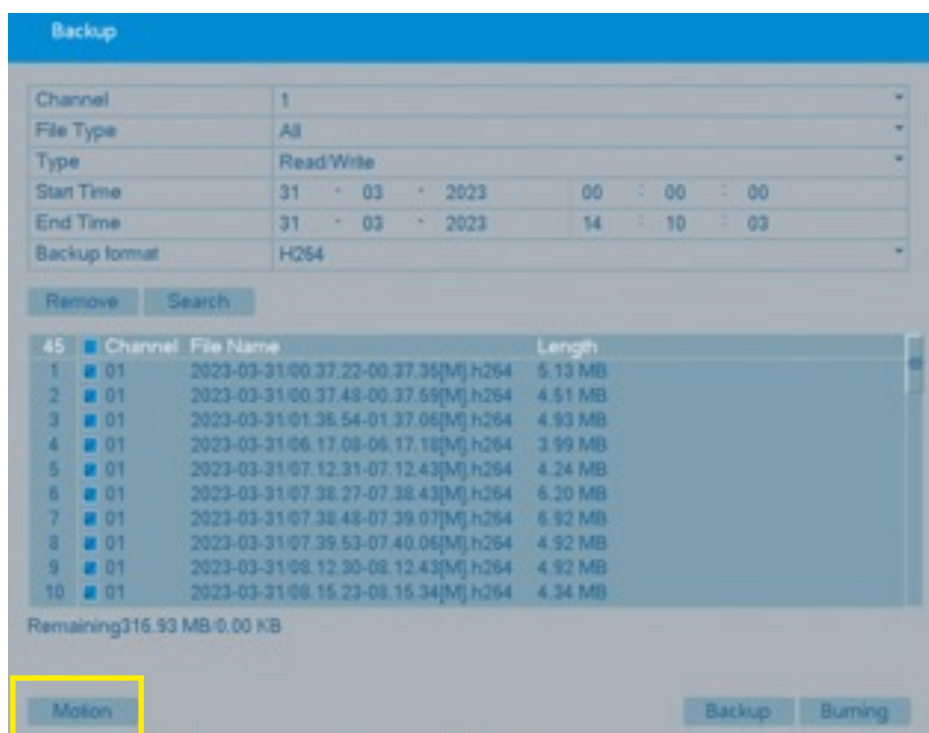 Backup
Channel 1
File Type All
Type Read/Write
Start Time 31 - 03 - 2023 00 : 00 : 00
End Time 31 - 03 - 2023 14 : 10 : 03
Backup format H264
Remove Search
45 Channel File Name Length
1 01 2023-03-31/00.37.22-00.37.35[M].h264 5.13 MB
2 01 2023-03-31/00.37.48-00.37.59[M].h264 4.51 MB
3 01 2023-03-31/01.36.54-01.37.06[M].h264 4.93 MB
4 01 2023-03-31/06.17.08-06.17.18[M].h264 3.99 MB
5 01 2023-03-31/07.12.31-07.12.43[M].h264 4.24 MB
6 01 2023-03-31/07.38.27-07.38.43[M].h264 6.20 MB
7 01 2023-03-31/07.38.48-07.39.07[M].h264 6.92 MB
8 01 2023-03-31/07.39.53-07.40.06[M].h264 4.92 MB
9 01 2023-03-31/08.12.30-08.12.43[M].h264 4.92 MB
10 01 2023-03-31/08.15.23-08.15.34[M].h264 4.34 MB
Remaining316.93 MB/0.00 KB
Motion Backup Burning